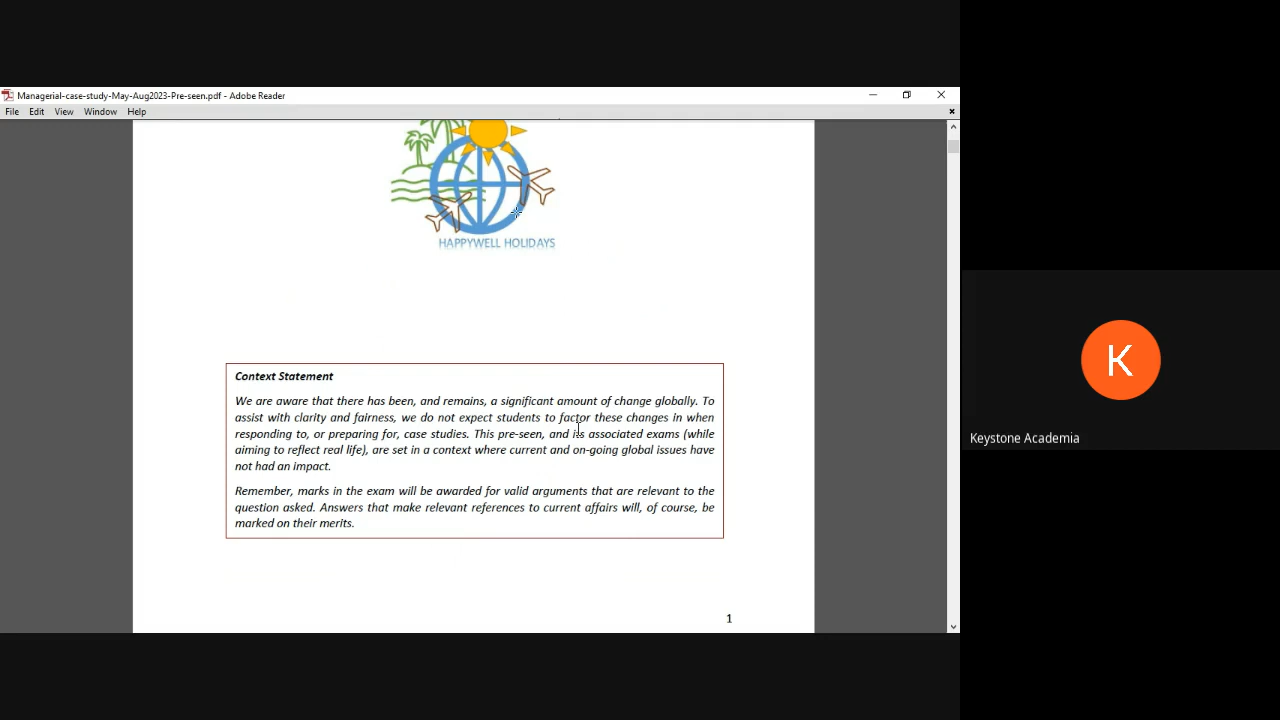 Managerial-case-study-May-Aug2023-Pre-seen.pdf - Adobe Reader
File Edit View Window Help
HAPPYWELL HOLIDAYS
Context Statement
We are aware that there has been, and remains, a significant amount of change globally. To
assist with clarity and fairness, we do not expect students to factor these changes in when
responding to, or preparing for, case studies. This pre-seen, and its associated exams (while
aiming to reflect real life), are set in a context where current and on-going global issues have
not had an impact.
Remember, marks in the exam will be awarded for valid arguments that are relevant to the
question asked. Answers that make relevant references to current affairs will, of course, be
marked on their merits.
1
K
Keystone Academia